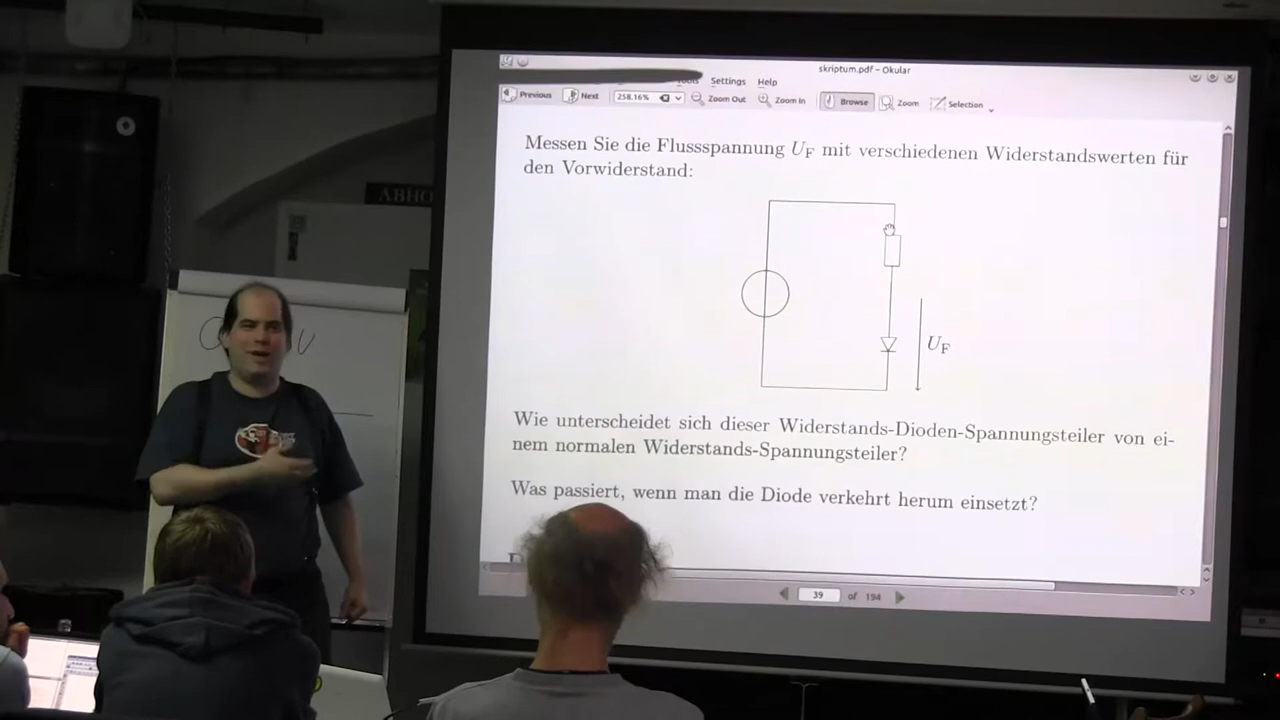 skriptum.pdf – Okular
Settings Help
Previous Next 258.16% Zoom Out Zoom In Browse Zoom Selection
Messen Sie die Flussspannung UF mit verschiedenen Widerstandswerten für
den Vorwiderstand:
ABHO
UF
Wie unterscheidet sich dieser Widerstands-Dioden-Spannungsteiler von ei-
nem normalen Widerstands-Spannungsteiler?
Was passiert, wenn man die Diode verkehrt herum einsetzt?
39 of 194